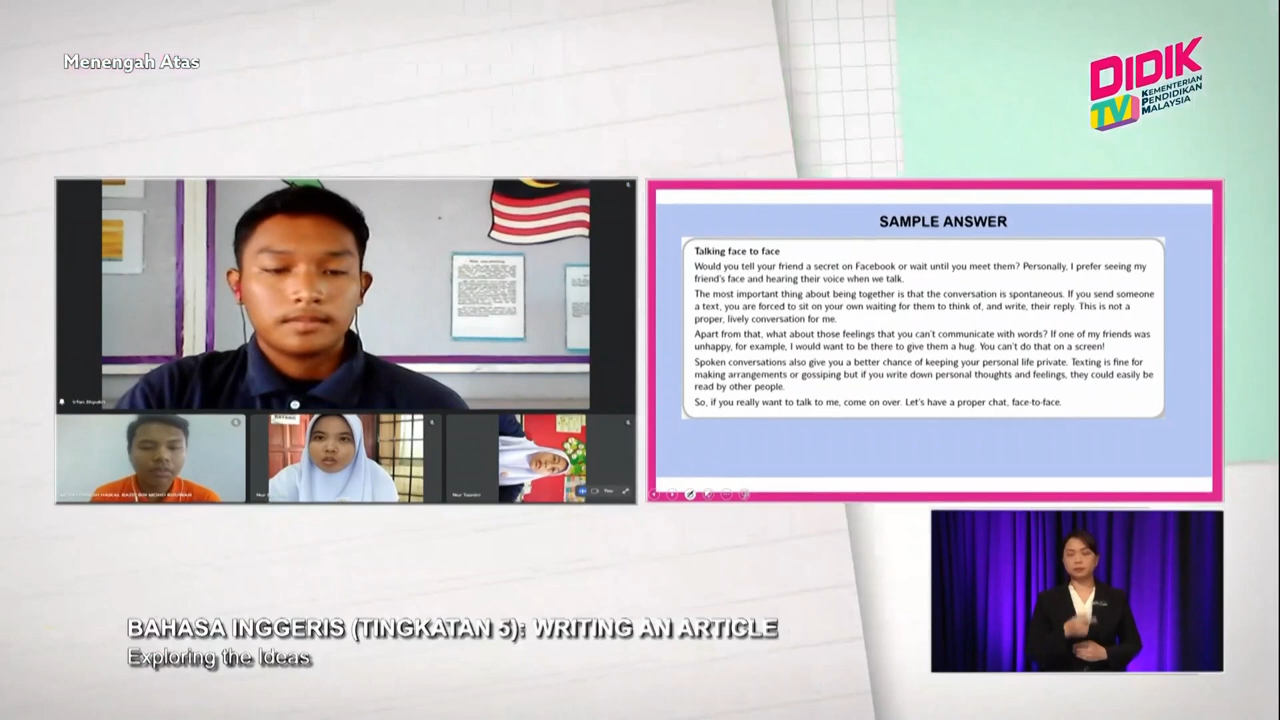 Menengah Atas
DIDIK
TV
KEMENTERIAN
PENDIDIKAN
MALAYSIA
SAMPLE ANSWER
Talking face to face
Would you tell your friend a secret on Facebook or wait until you meet them? Personally, I prefer seeing my
friend's face and hearing their voice when we talk.
The most important thing about being together is that the conversation is spontaneous. If you send someone
a text, you are forced to sit on your own waiting for them to think of, and write, their reply. This is not a
proper, lively conversation for me.
Apart from that, what about those feelings that you can't communicate with words? If one of my friends was
unhappy, for example, I would want to be there to give them a hug. You can't do that on a screen!
Spoken conversations also give you a better chance of keeping your personal life private. Texting is fine for
making arrangements or gossiping but if you write down personal thoughts and feelings, they could easily be
read by other people.
So, if you really want to talk to me, come on over. Let's have a proper chat, face-to-face.
Nur
You
BAHASA INGGERIS (TINGKATAN 5): WRITING AN ARTICLE
Exploring the Ideas